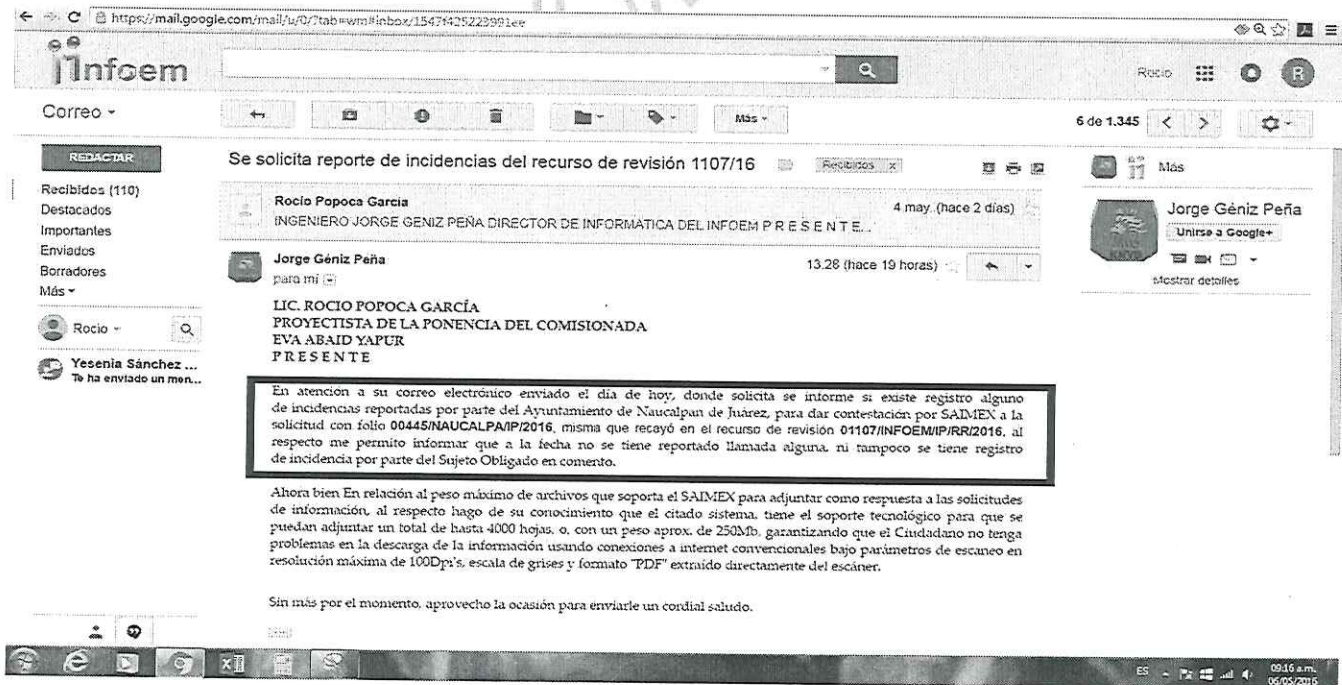 https://mail.google.com/mail/u/0/?tab=wm#inbox/1547f425223991ee
infoem
Rocio
R
Correo
Más
6 de 1.345
REDACTAR
Se solicita reporte de incidencias del recurso de revisión 1107/16
Recibidos x
Más
Recibidos (110)
Destacados
Importantes
Enviados
Borradores
Más
Rocio
Yesenia Sánchez ...
Te ha enviado un men...
Rocío Popoca García
4 may. (hace 2 días)
INGENIERO JORGE GENIZ PEÑA DIRECTOR DE INFORMATICA DEL INFOEM P R E S E N T E...
Jorge Géniz Peña
13:28 (hace 19 horas)
para mí
Jorge Géniz Peña
Unirse a Google+
Mostrar detalles
LIC. ROCIO POPOCA GARCÍA
PROYECTISTA DE LA PONENCIA DEL COMISIONADA
EVA ABAID YAPUR
P R E S E N T E
En atención a su correo electrónico enviado el día de hoy, donde solicita se informe si existe registro alguno
de incidencias reportadas por parte del Ayuntamiento de Naucalpan de Juárez, para dar contestación por SAIMEX a la
solicitud con folio 00445/NAUCALPA/IP/2016, misma que recayó en el recurso de revisión 01107/INFOEM/IP/RR/2016, al
respecto me permito informar que a la fecha no se tiene reportado llamada alguna, ni tampoco se tiene registro
de incidencia por parte del Sujeto Obligado en comento.
Ahora bien En relación al peso máximo de archivos que soporta el SAIMEX para adjuntar como respuesta a las solicitudes
de información, al respecto hago de su conocimiento que el citado sistema, tiene el soporte tecnológico para que se
puedan adjuntar un total de hasta 4000 hojas, o, con un peso aprox. de 250Mb, garantizando que el Ciudadano no tenga
problemas en la descarga de la información usando conexiones a internet convencionales bajo parámetros de escaneo en
resolución máxima de 100Dpi's, escala de grises y formato "PDF" extraído directamente del escáner.
Sin más por el momento, aprovecho la ocasión para enviarle un cordial saludo.
ES
09:16 a.m.
06/05/2016